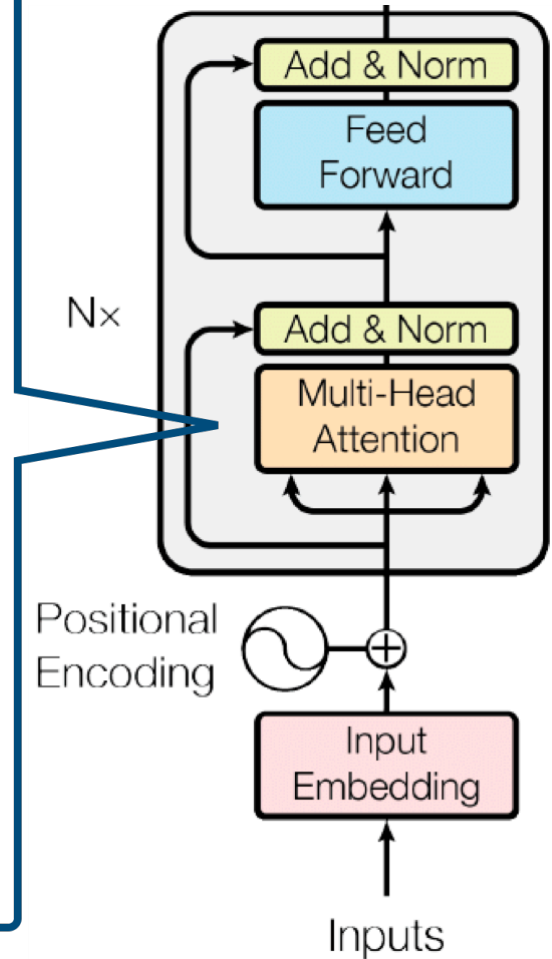 Add & Norm
Feed
Forward
N×
Add & Norm
Multi-Head
Attention
Positional
Encoding
Input
Embedding
Inputs